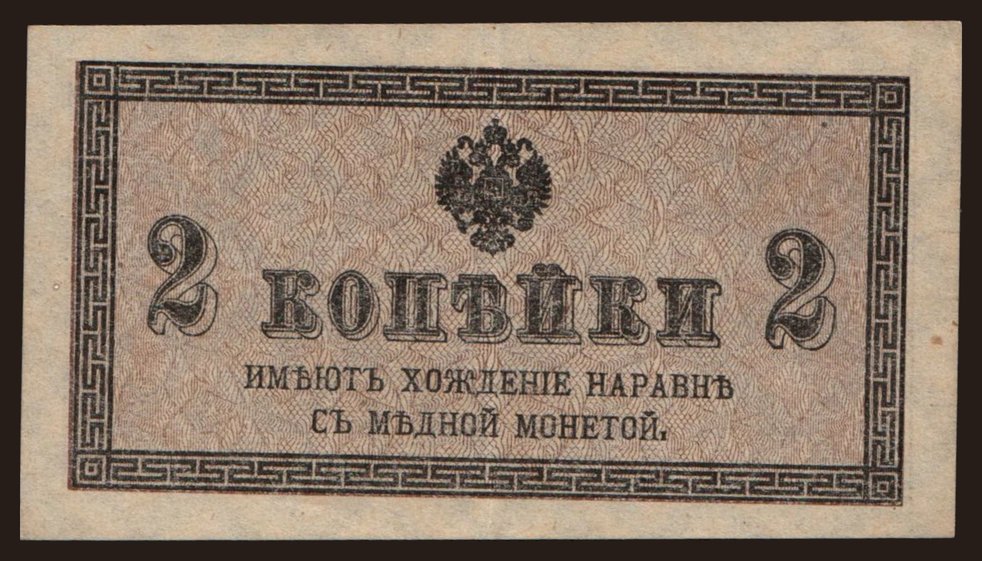 2 КОПѢЙКИ 2
ИМѢЮТЪ ХОЖДЕНІЕ НАРАВНѢ
СЪ МѢДНОЙ МОНЕТОЙ.